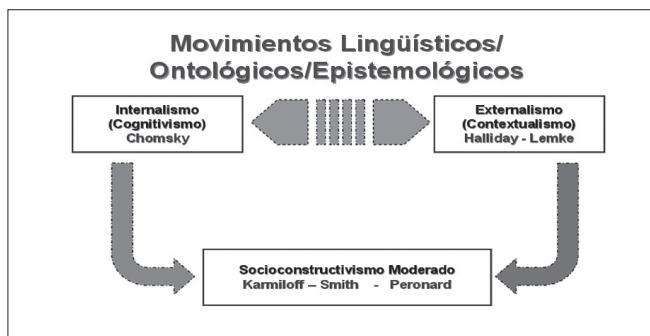 Movimientos Lingüísticos/
Ontológicos/Epistemológicos
Internalismo
(Cognitivismo)
Chomsky
Externalismo
(Contextualismo)
Halliday - Lemke
Socioconstructivismo Moderado
Karmiloff – Smith - Peronard